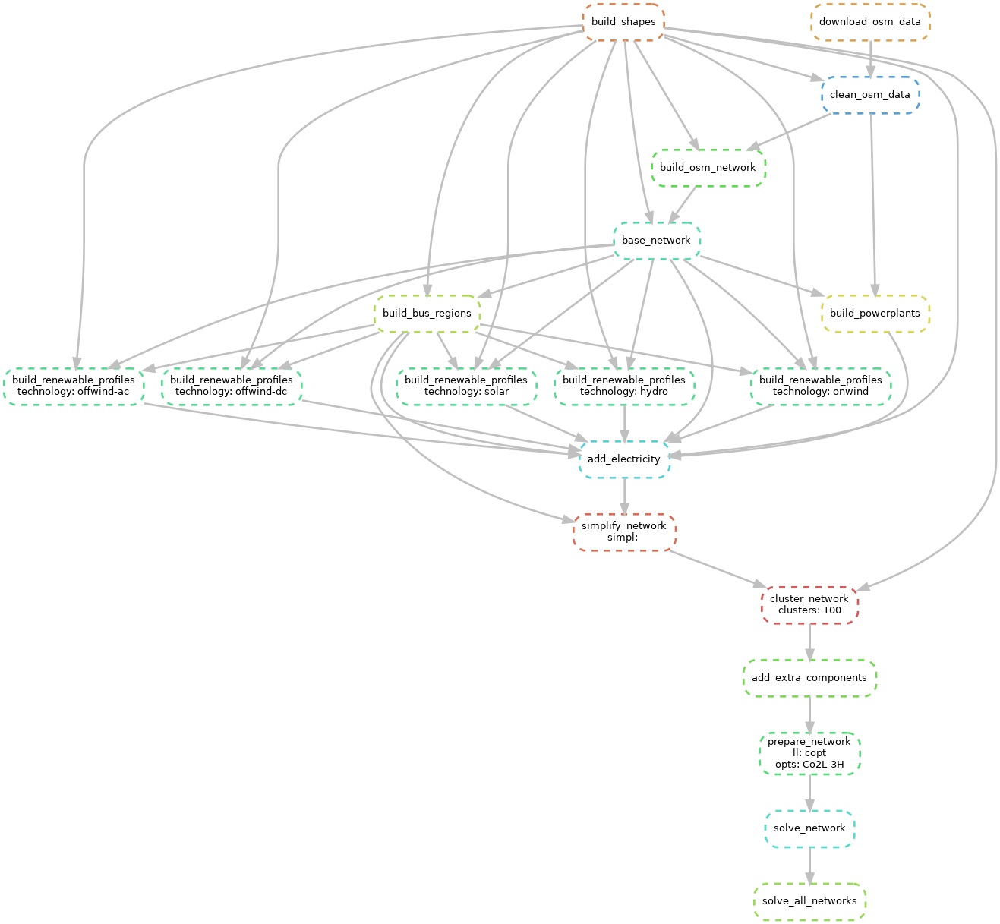 build_shapes
download_osm_data
clean_osm_data
build_osm_network
base_network
build_bus_regions
build_powerplants
build_renewable_profiles
technology: offwind-ac
build_renewable_profiles
technology: offwind-dc
build_renewable_profiles
technology: solar
build_renewable_profiles
technology: hydro
build_renewable_profiles
technology: onwind
add_electricity
simplify_network
simpl:
cluster_network
clusters: 100
add_extra_components
prepare_network
ll: copt
opts: Co2L-3H
solve_network
solve_all_networks